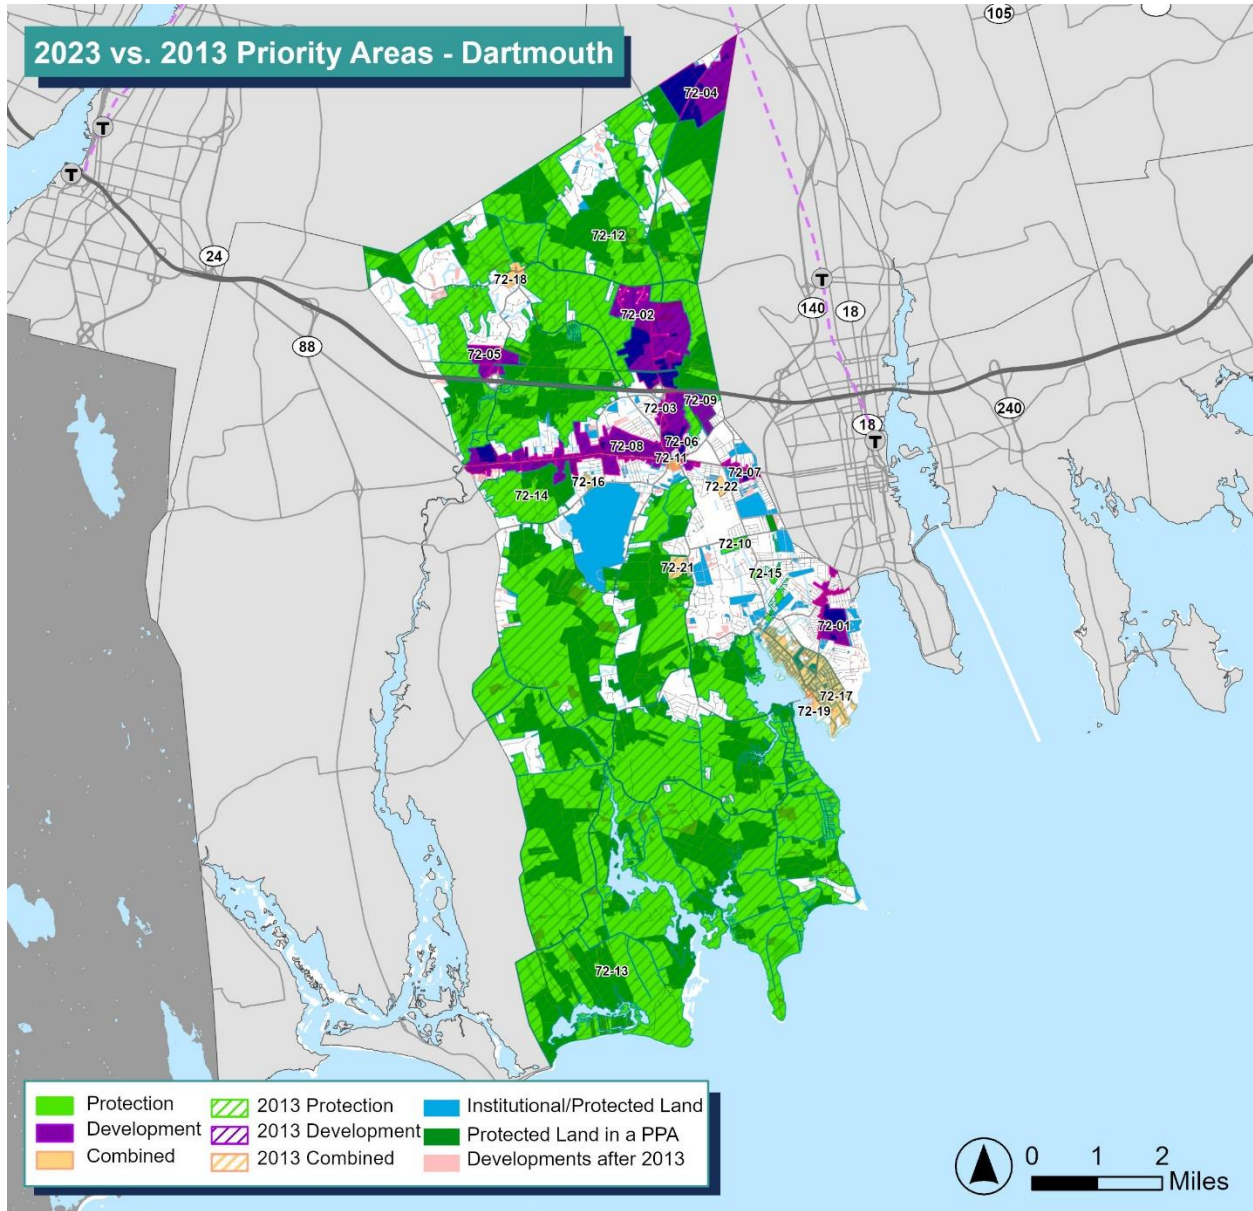 2023 vs. 2013 Priority Areas - Dartmouth
105
72-04
T
T
24
72-12
72-18
T
140
18
72-02
88
72-05
72-03
72-09
240
18
T
72-08
72-06
72-11
72-07
72-16
72-22
72-14
72-10
72-21
72-15
72-01
72-17
72-19
72-13
Protection
2013 Protection
Institutional/Protected Land
Development
2013 Development
Protected Land in a PPA
Combined
2013 Combined
Developments after 2013
0 1 2
Miles